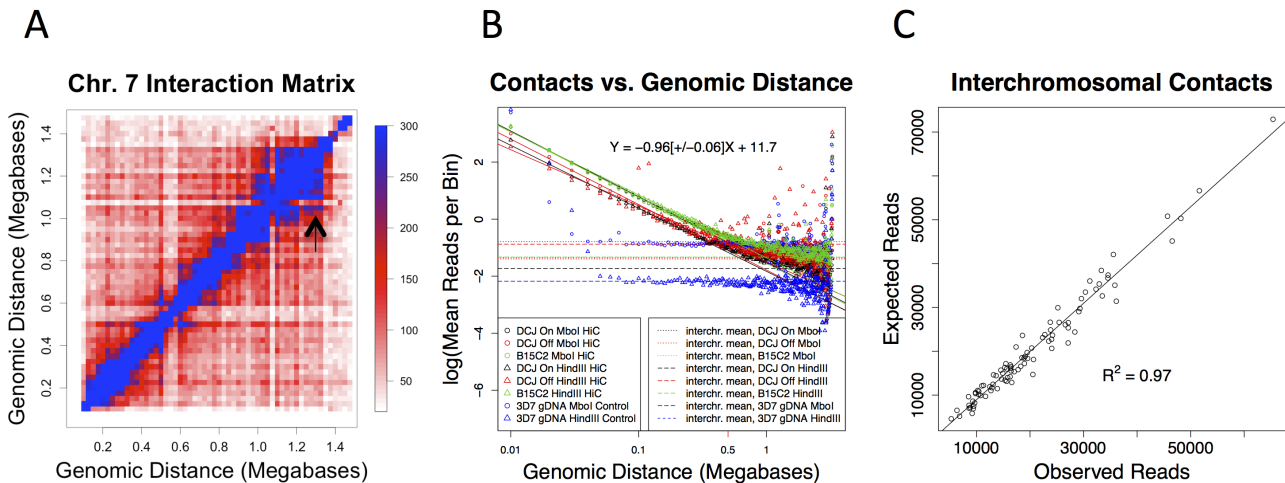 A
Chr. 7 Interaction Matrix
Genomic Distance (Megabases)
1.4
1.2
1.0
0.8
0.6
0.4
0.2
0.2 0.4 0.6 0.8 1.0 1.2 1.4
Genomic Distance (Megabases)
300
250
200
150
100
50
B
Contacts vs. Genomic Distance
Y = −0.96[+/−0.06]X + 11.7
log(Mean Reads per Bin)
2
0
−2
−4
−6
DCJ On MboI HiC
DCJ Off MboI HiC
B15C2 MboI HiC
DCJ On HindIII HiC
DCJ Off HindIII HiC
B15C2 HindIII HiC
3D7 gDNA MboI Control
3D7 gDNA HindIII Control
interchr. mean, DCJ On MboI
interchr. mean, DCJ Off MboI
interchr. mean, B15C2 MboI
interchr. mean, DCJ On HindIII
interchr. mean, DCJ Off HindIII
interchr. mean, B15C2 HindIII
interchr. mean, 3D7 gDNA MboI
interchr. mean, 3D7 gDNA HindIII
0.01 0.1 0.5 1
Genomic Distance (Megabases)
C
Interchromosomal Contacts
Expected Reads
70000
50000
30000
10000
R² = 0.97
10000 30000 50000
Observed Reads